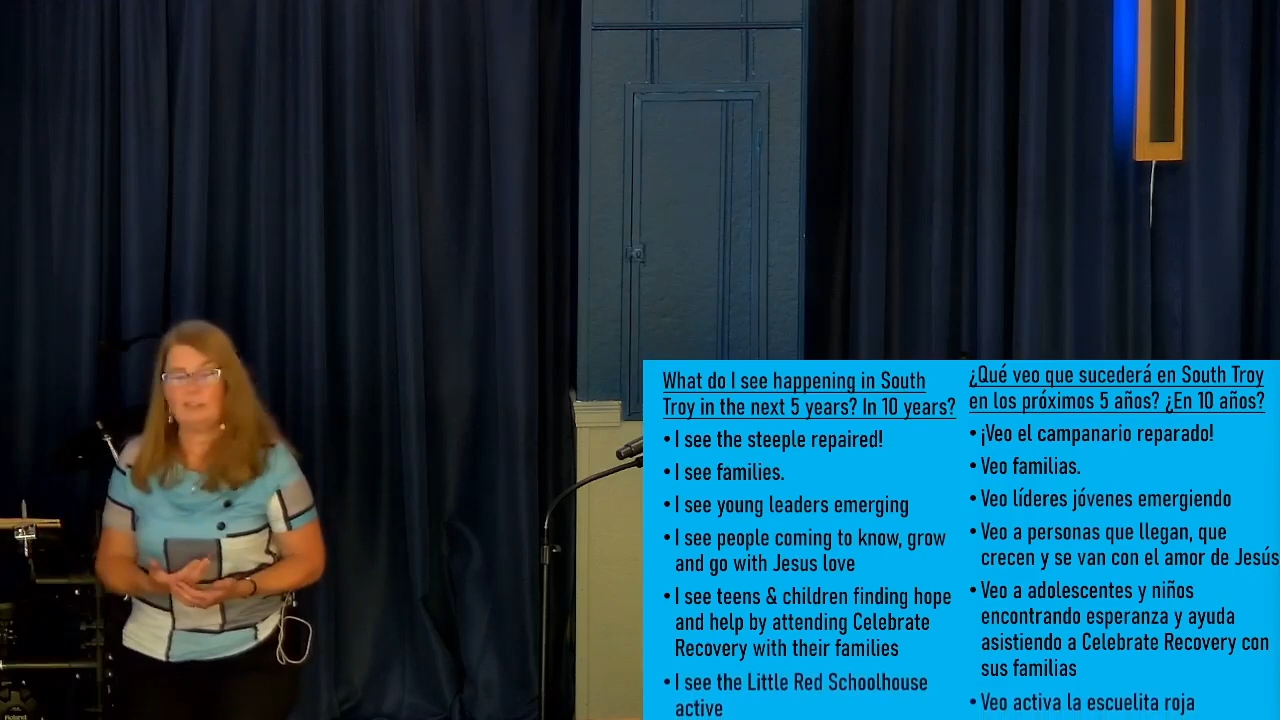 What do I see happening in South
Troy in the next 5 years? In 10 years?
• I see the steeple repaired!
• I see families.
• I see young leaders emerging
• I see people coming to know, grow
and go with Jesus love
• I see teens & children finding hope
and help by attending Celebrate
Recovery with their families
• I see the Little Red Schoolhouse
active
¿Qué veo que sucederá en South Troy
en los próximos 5 años? ¿En 10 años?
• ¡Veo el campanario reparado!
• Veo familias.
• Veo líderes jóvenes emergiendo
• Veo a personas que llegan, que
crecen y se van con el amor de Jesús
• Veo a adolescentes y niños
encontrando esperanza y ayuda
asistiendo a Celebrate Recovery con
sus familias
• Veo activa la escuelita roja
Roland